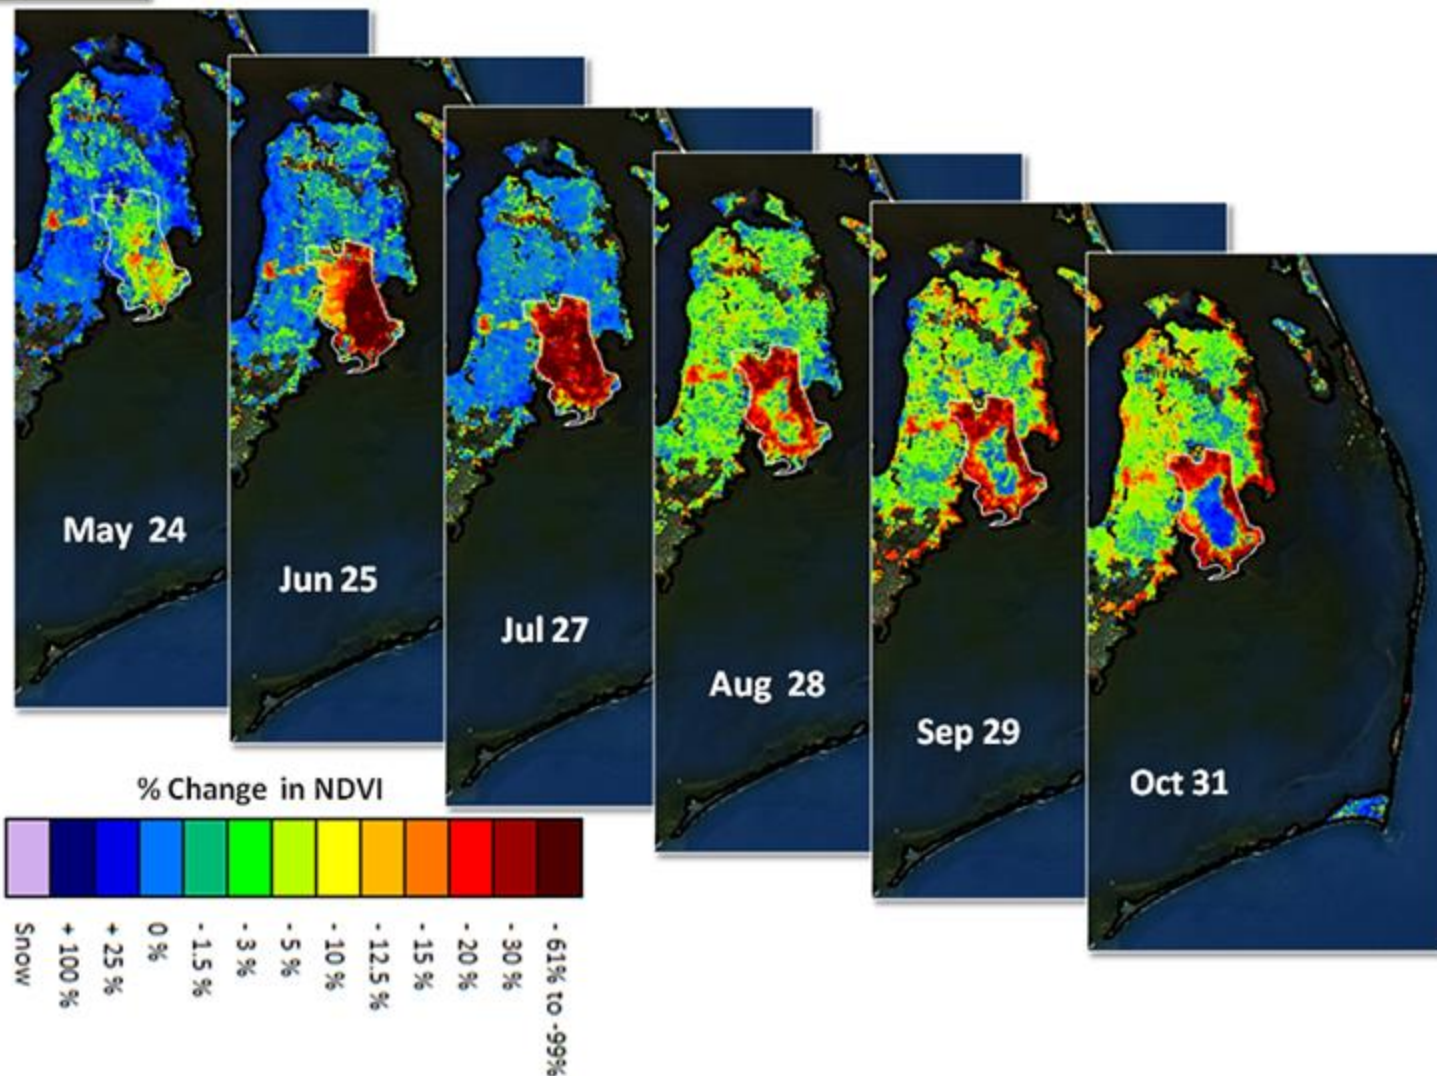 May 24
Jun 25
Jul 27
Aug 28
Sep 29
Oct 31
% Change in NDVI
Snow
+ 100 %
+ 25 %
0 %
- 1.5 %
- 3 %
- 5 %
- 10 %
- 12.5 %
- 15 %
- 20 %
- 30 %
- 61% to -99%